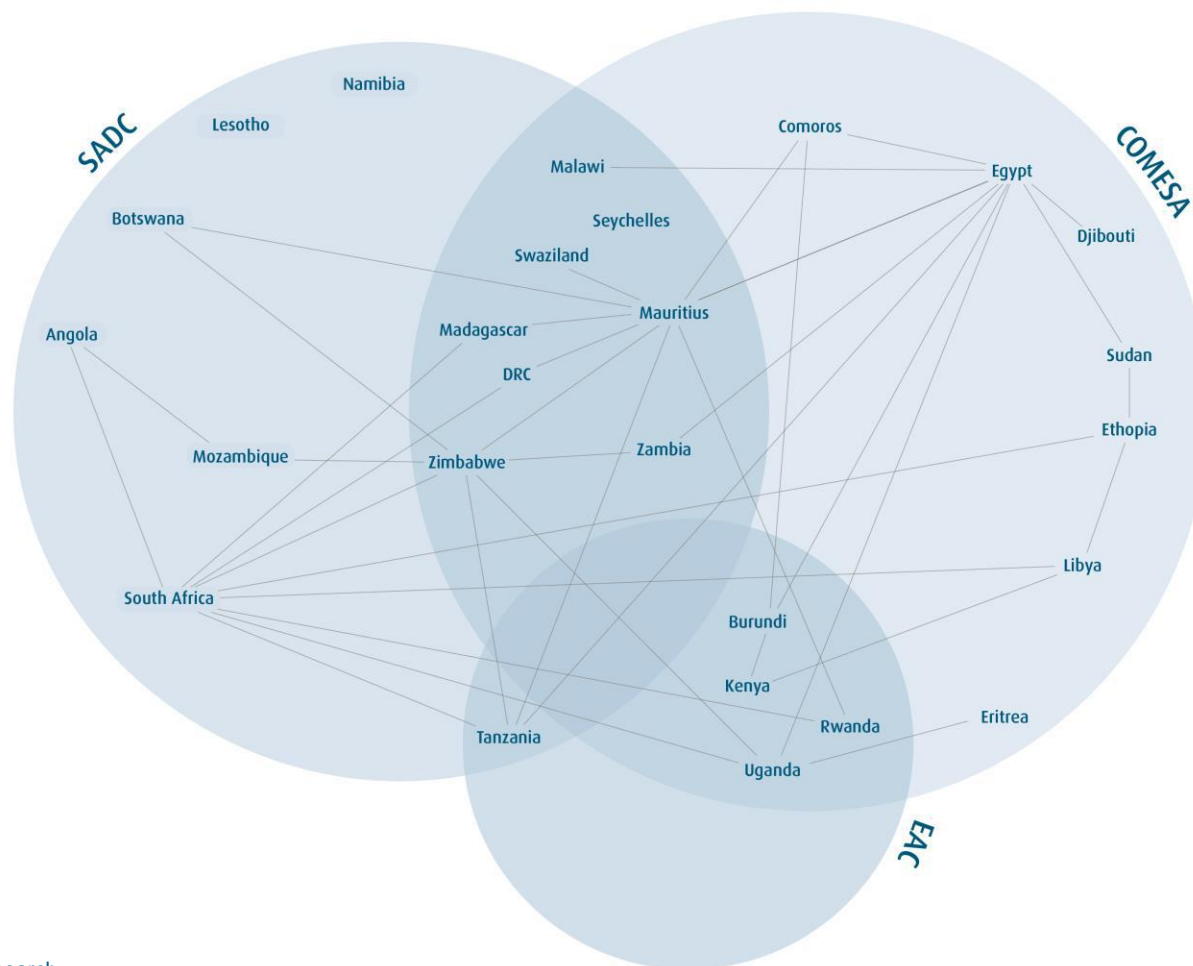 Namibia
Lesotho
SADC
Comoros
COMESA
Malawi
Egypt
Botswana
Seychelles
Djibouti
Swaziland
Mauritius
Madagascar
Angola
Sudan
DRC
Ethopia
Mozambique
Zimbabwe
Zambia
Libya
South Africa
Burundi
Kenya
Eritrea
Rwanda
Tanzania
Uganda
EAC